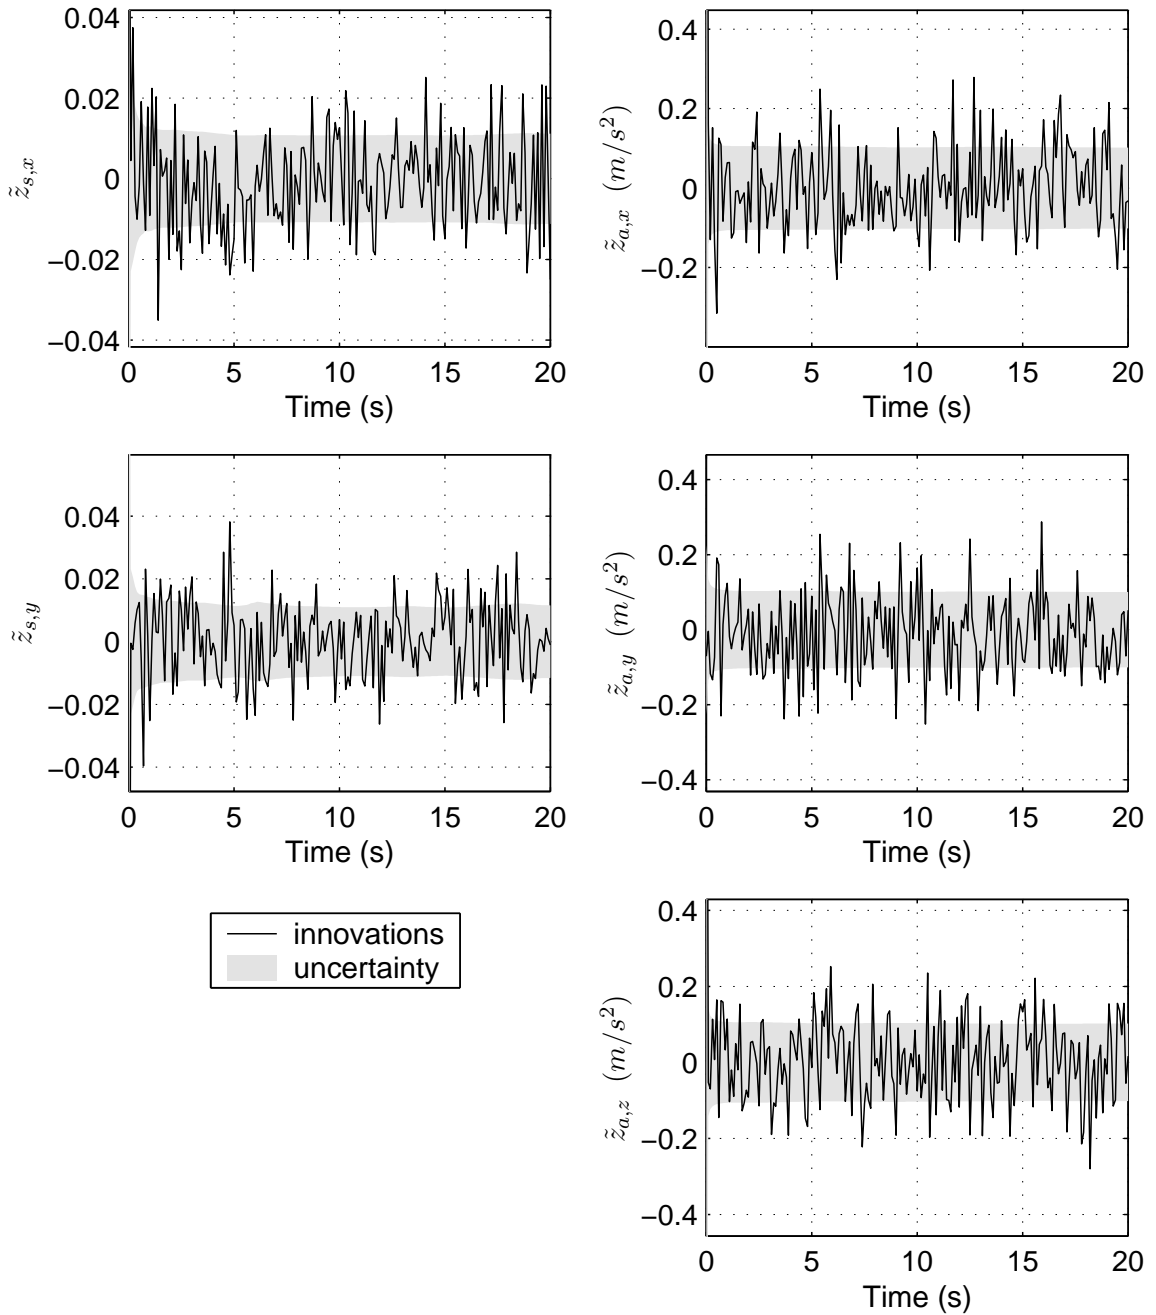 0.04
0.02
0
−0.02
−0.04
z̃_{s,x}
0 5 10 15 20
Time (s)
0.4
0.2
0
−0.2
z̃_{a,x} (m/s²)
0 5 10 15 20
Time (s)
0.04
0.02
0
−0.02
−0.04
z̃_{s,y}
0 5 10 15 20
Time (s)
0.4
0.2
0
−0.2
−0.4
z̃_{a,y} (m/s²)
0 5 10 15 20
Time (s)
innovations
uncertainty
0.4
0.2
0
−0.2
−0.4
z̃_{a,z} (m/s²)
0 5 10 15 20
Time (s)